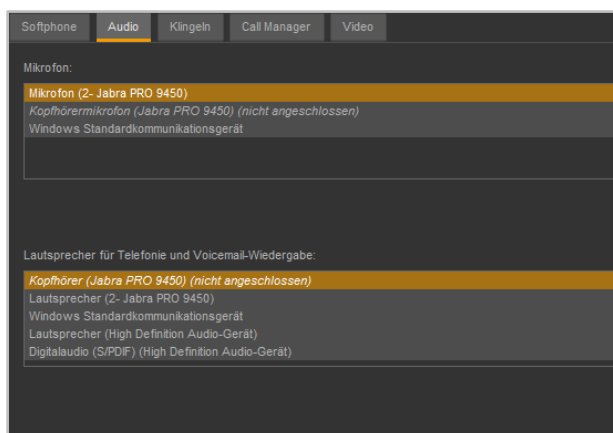 Softphone Audio Klingeln Call Manager Video
Mikrofon:
Mikrofon (2- Jabra PRO 9450)
Kopfhörermikrofon (Jabra PRO 9450) (nicht angeschlossen)
Windows Standardkommunikationsgerät
Lautsprecher für Telefonie und Voicemail-Wiedergabe:
Kopfhörer (Jabra PRO 9450) (nicht angeschlossen)
Lautsprecher (2- Jabra PRO 9450)
Windows Standardkommunikationsgerät
Lautsprecher (High Definition Audio-Gerät)
Digitalaudio (S/PDIF) (High Definition Audio-Gerät)